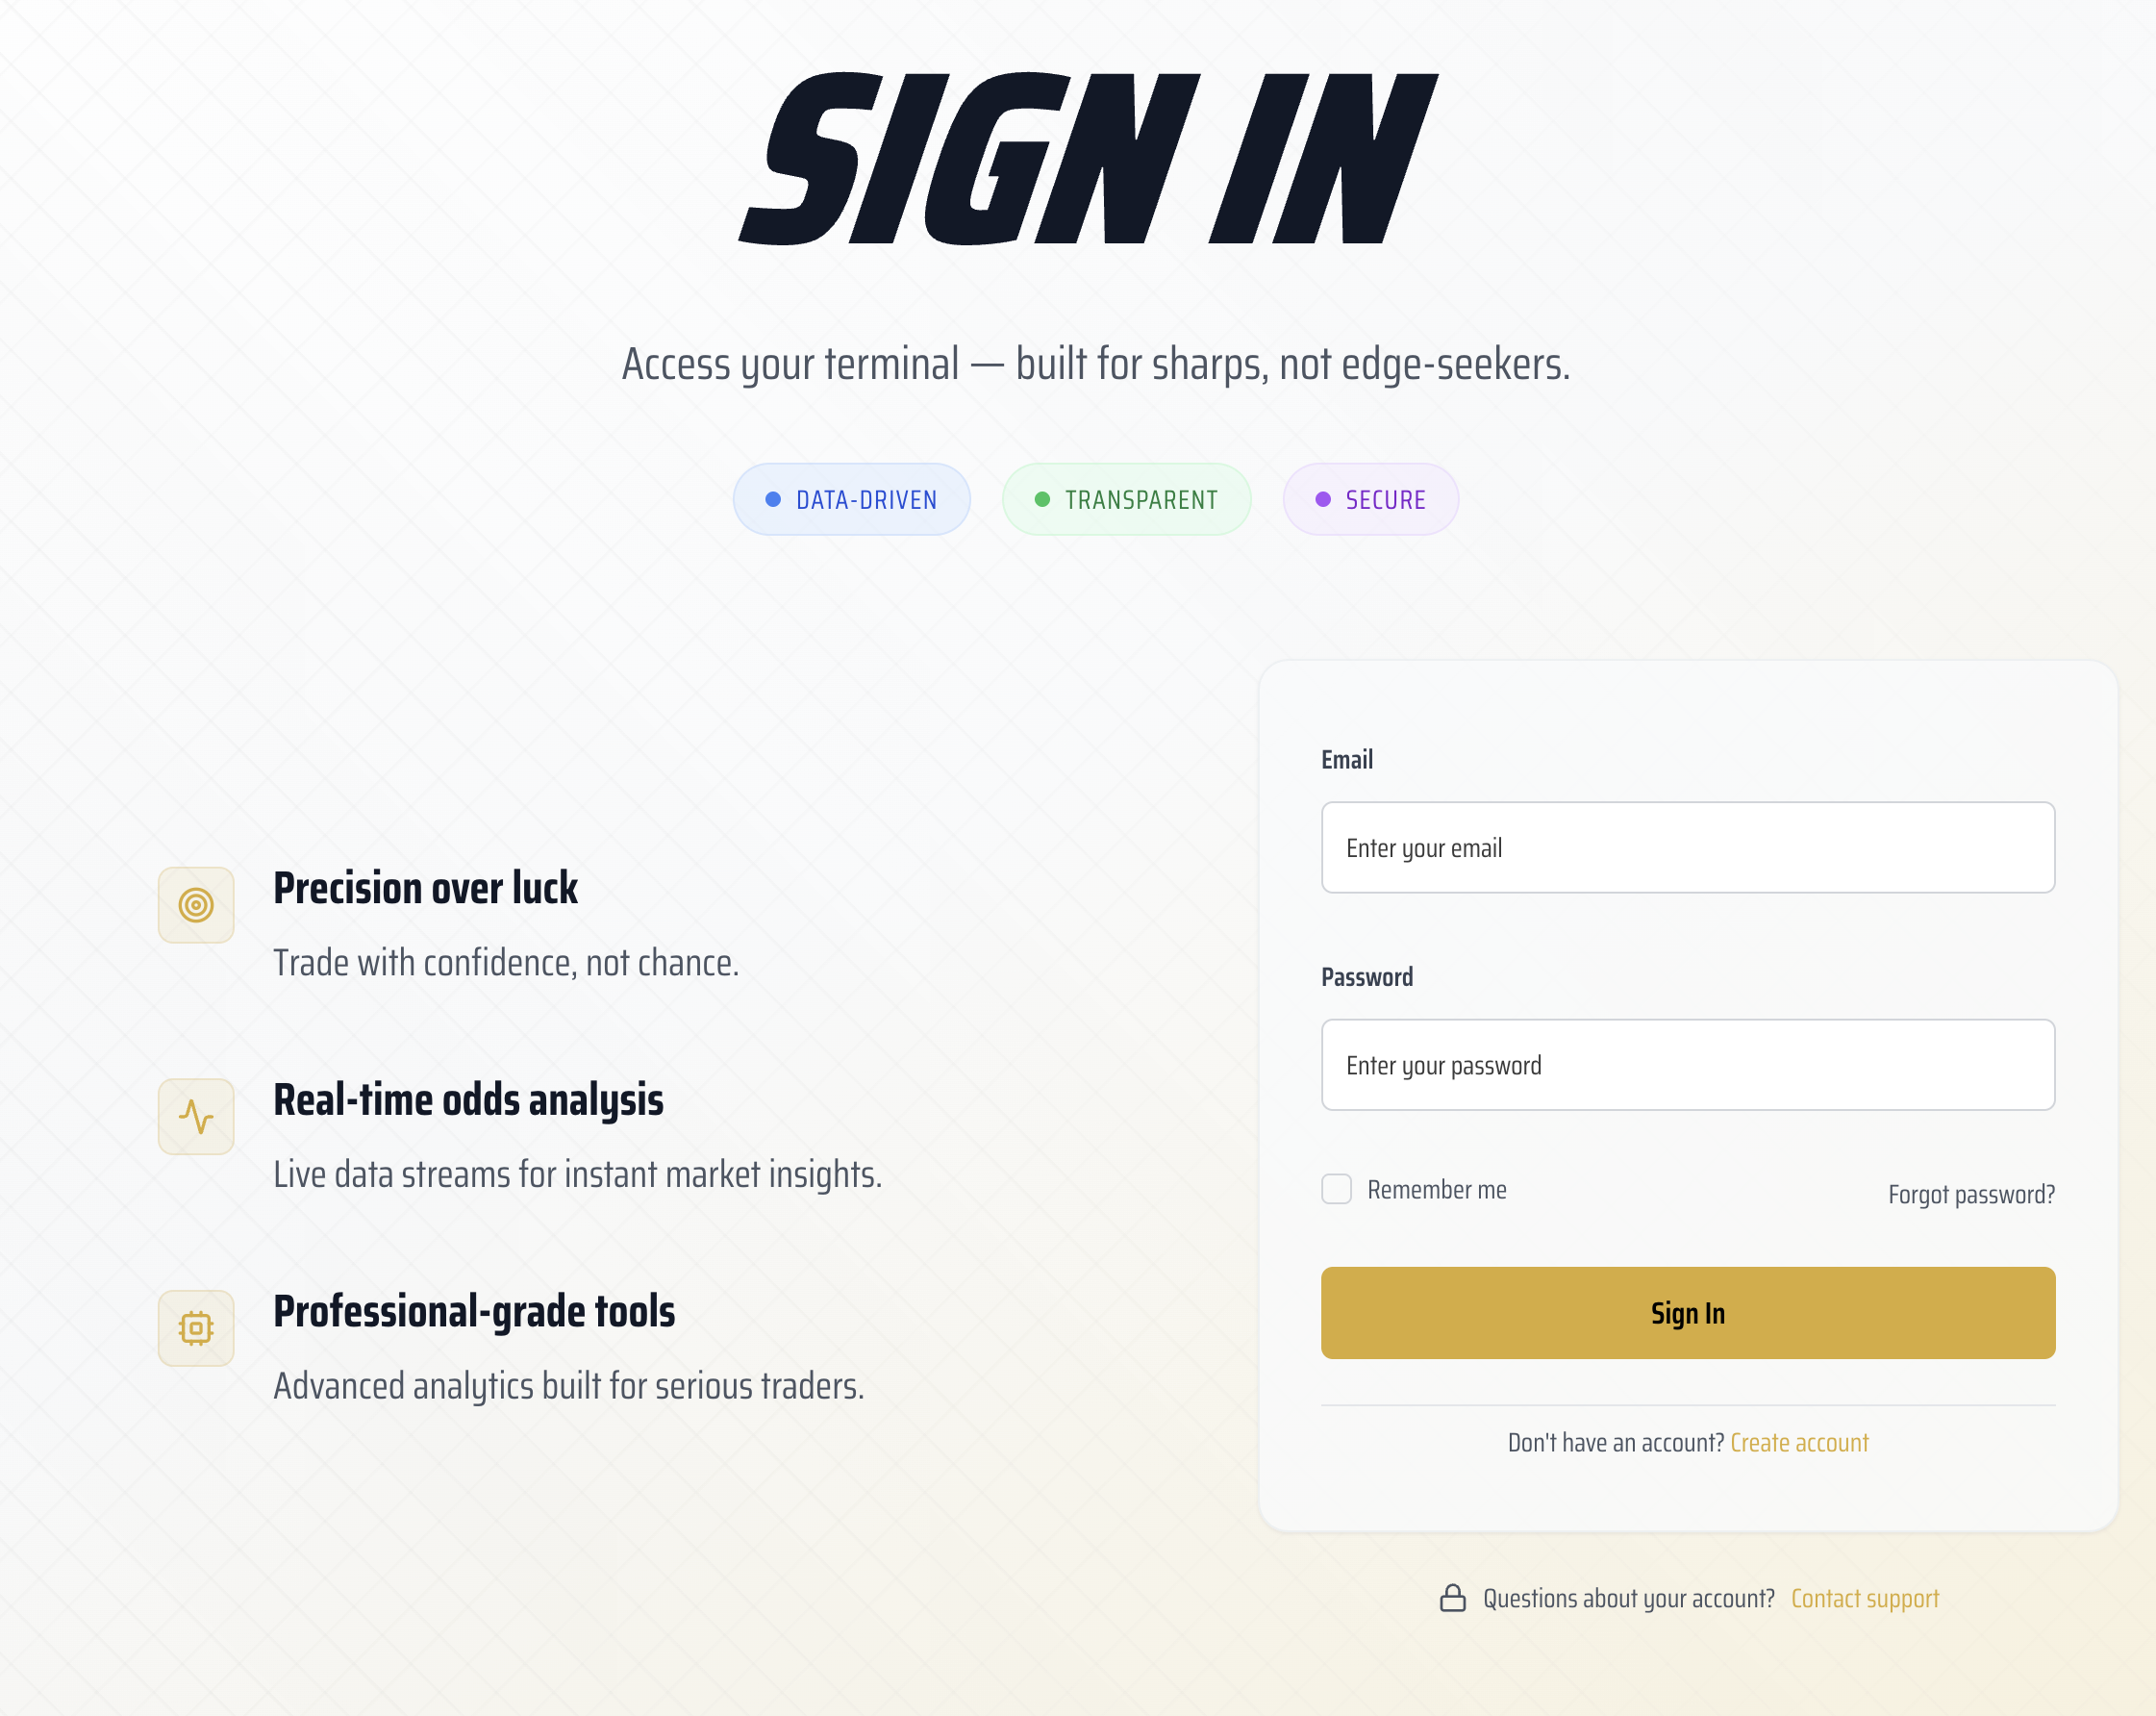 SIGN IN
Access your terminal — built for sharps, not edge-seekers.
DATA-DRIVEN
TRANSPARENT
SECURE
Precision over luck
Trade with confidence, not chance.
Real-time odds analysis
Live data streams for instant market insights.
Professional-grade tools
Advanced analytics built for serious traders.
Email
Enter your email
Password
Enter your password
Remember me
Forgot password?
Sign In
Don't have an account? Create account
Questions about your account? Contact support